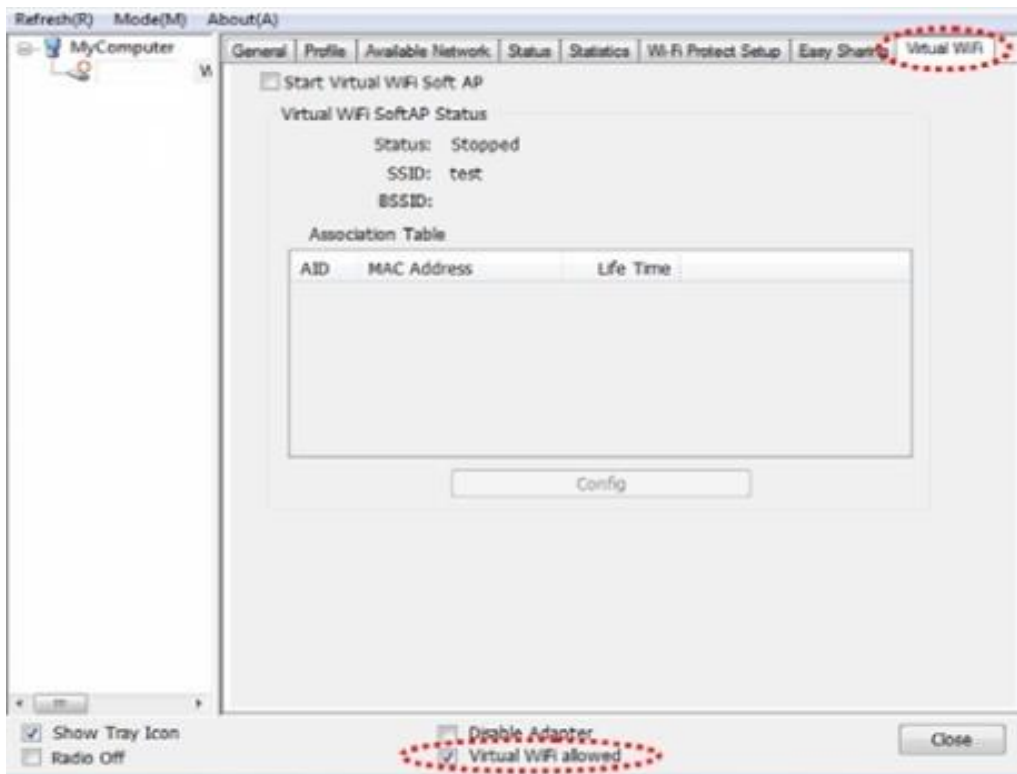 Refresh(R) Mode(M) About(A)
MyComputer
General Profile Available Network Status Statistics Wi-Fi Protect Setup Easy Sharing Virtual WiFi
Start Virtual WiFi Soft AP
Virtual WiFi SoftAP Status
Status: Stopped
SSID: test
BSSID:
Association Table
AID MAC Address Life Time
Config
Show Tray Icon Disable Adapter
Radio Off Virtual WiFi allowed
Close